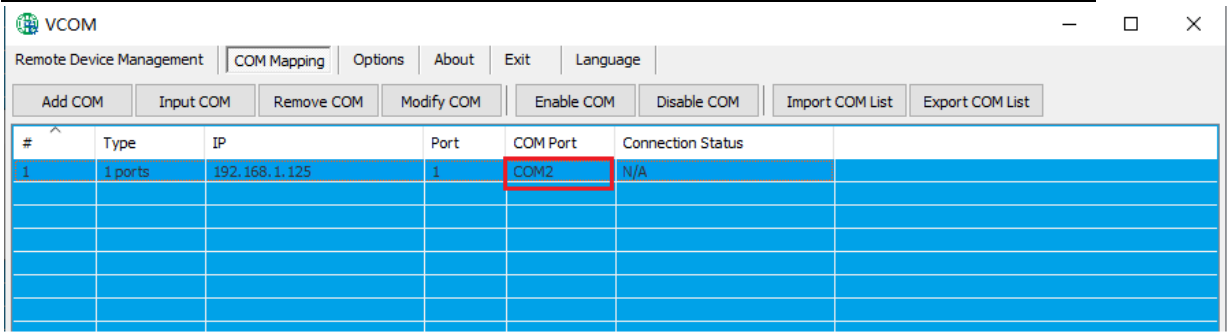 VCOM
Remote Device Management COM Mapping Options About Exit Language
Add COM Input COM Remove COM Modify COM Enable COM Disable COM Import COM List Export COM List
# Type IP Port COM Port Connection Status
1 1 ports 192.168.1.125 1 COM2 N/A